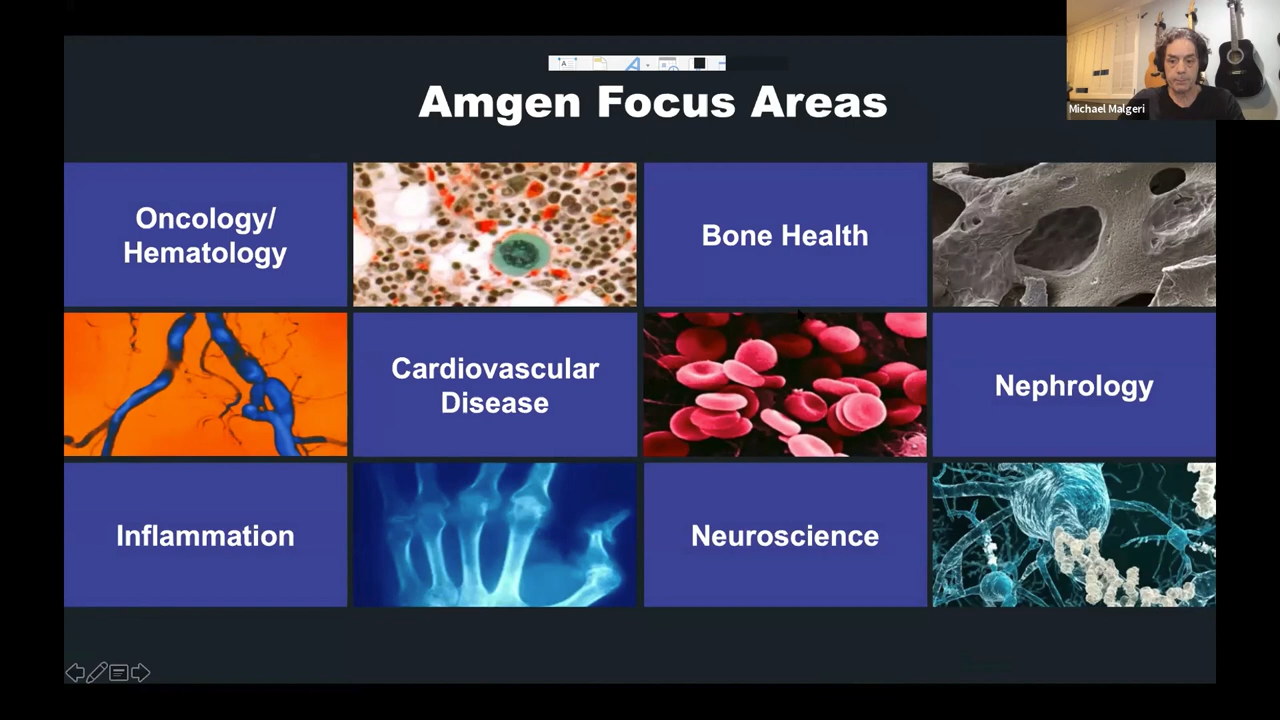 Amgen Focus Areas
Michael Malgeri
Oncology/
Hematology
Bone Health
Cardiovascular
Disease
Nephrology
Inflammation
Neuroscience